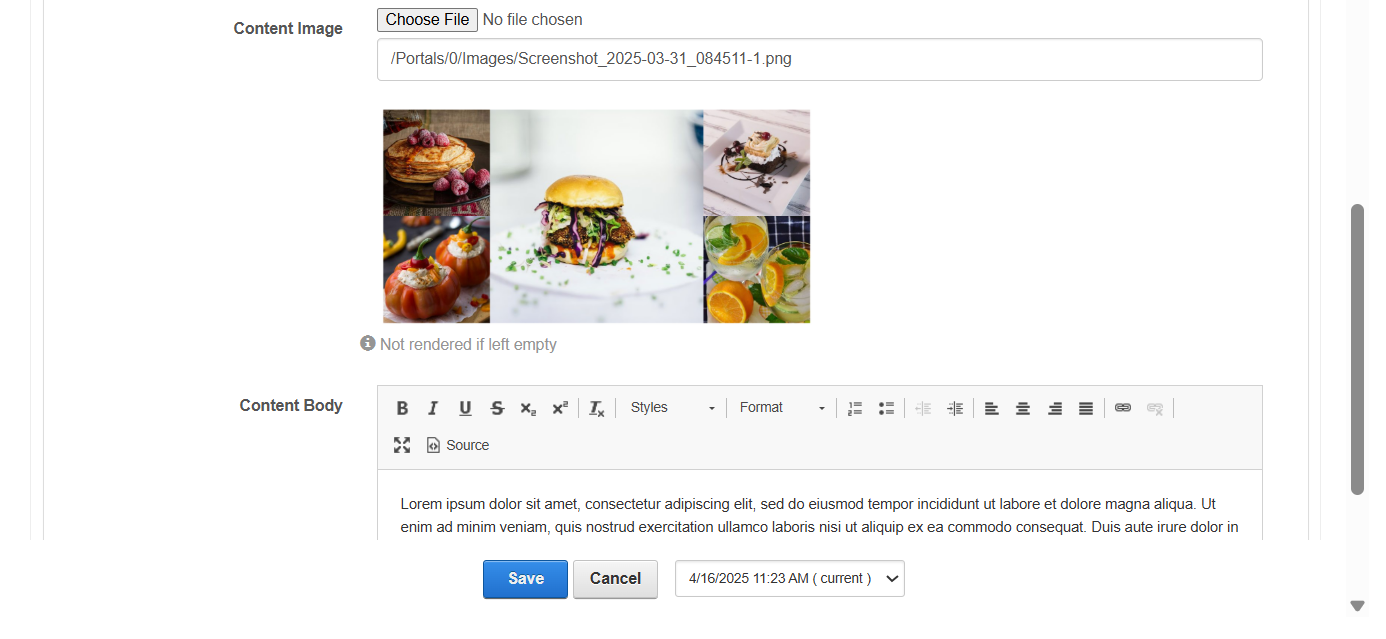 Content Image
Choose File No file chosen
/Portals/0/Images/Screenshot_2025-03-31_084511-1.png
Not rendered if left empty
Content Body
B I U S x₂ x² Tx Styles Format
Source
Lorem ipsum dolor sit amet, consectetur adipiscing elit, sed do eiusmod tempor incididunt ut labore et dolore magna aliqua. Ut
enim ad minim veniam, quis nostrud exercitation ullamco laboris nisi ut aliquip ex ea commodo consequat. Duis aute irure dolor in
Save Cancel 4/16/2025 11:23 AM ( current )